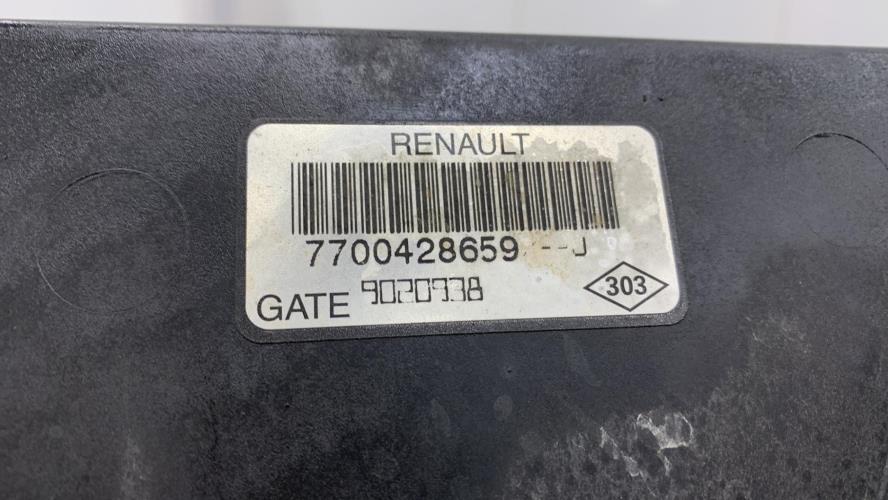 RENAULT
7700428659 --J
GATE 9020938
303